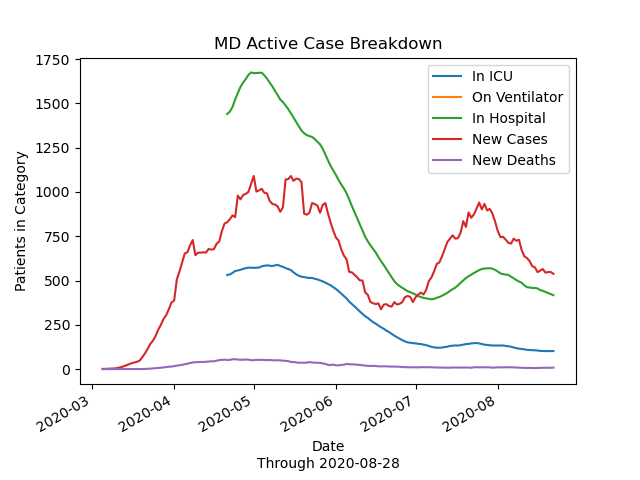 MD Active Case Breakdown
Patients in Category
1750
1500
1250
1000
750
500
250
0
In ICU
On Ventilator
In Hospital
New Cases
New Deaths
2020-03
2020-04
2020-05
2020-06
2020-07
2020-08
Date
Through 2020-08-28